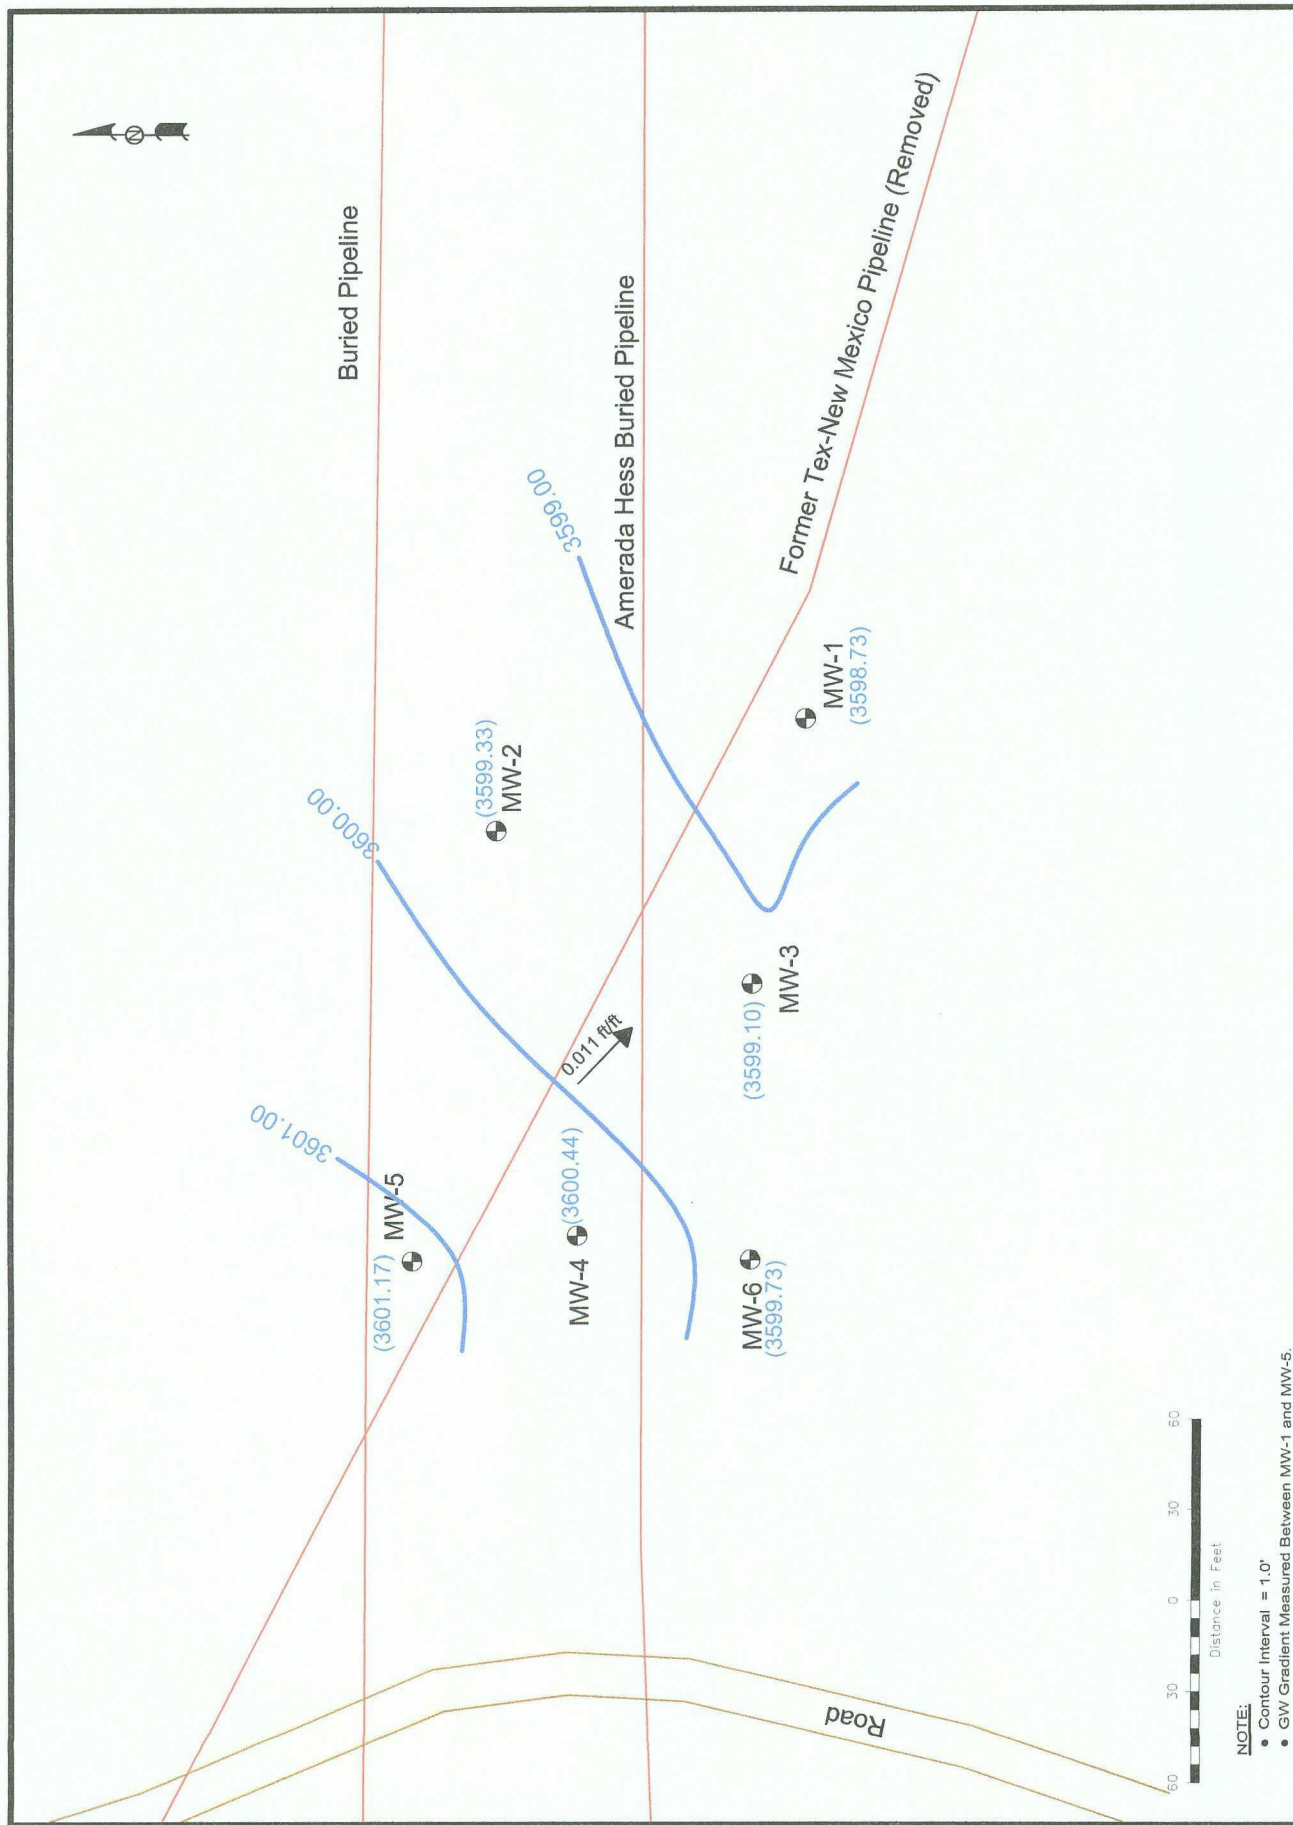 N
Buried Pipeline
Amerada Hess Buried Pipeline
Former Tex-New Mexico Pipeline (Removed)
3601.00
3600.00
3599.00
(3601.17)
MW-5
(3599.33)
MW-2
MW-4
(3600.44)
0.011 ft/ft
MW-6
(3599.73)
(3599.10)
MW-3
MW-1
(3598.73)
Road
60 30 0 30 60
Distance in Feet
NOTE:
• Contour Interval = 1.0'
• GW Gradient Measured Between MW-1 and MW-5.